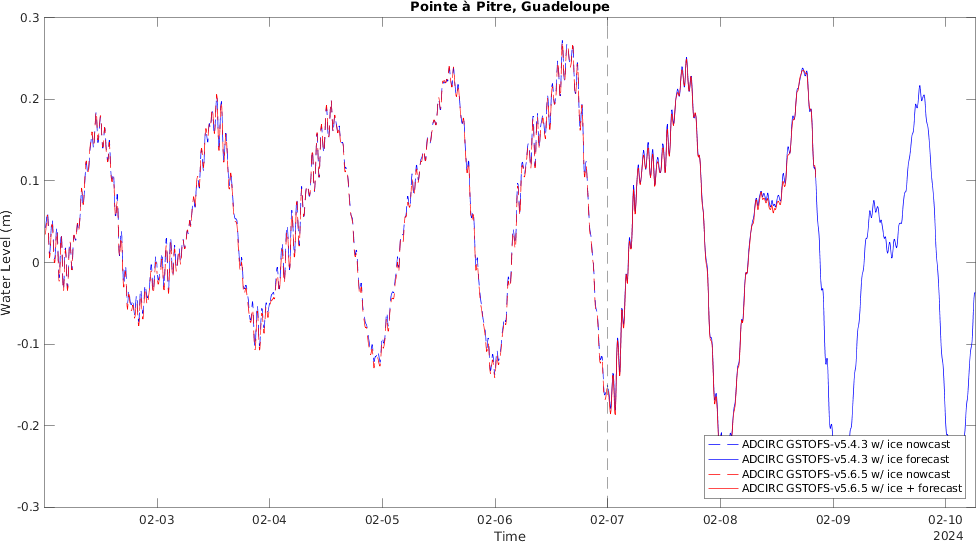 Pointe à Pitre, Guadeloupe
0.3
0.2
0.1
0
-0.1
-0.2
-0.3
Water Level (m)
ADCIRC GSTOFS-v5.4.3 w/ ice nowcast
ADCIRC GSTOFS-v5.4.3 w/ ice forecast
ADCIRC GSTOFS-v5.6.5 w/ ice nowcast
ADCIRC GSTOFS-v5.6.5 w/ ice + forecast
02-03 02-04 02-05 02-06 02-07 02-08 02-09 02-10
2024
Time